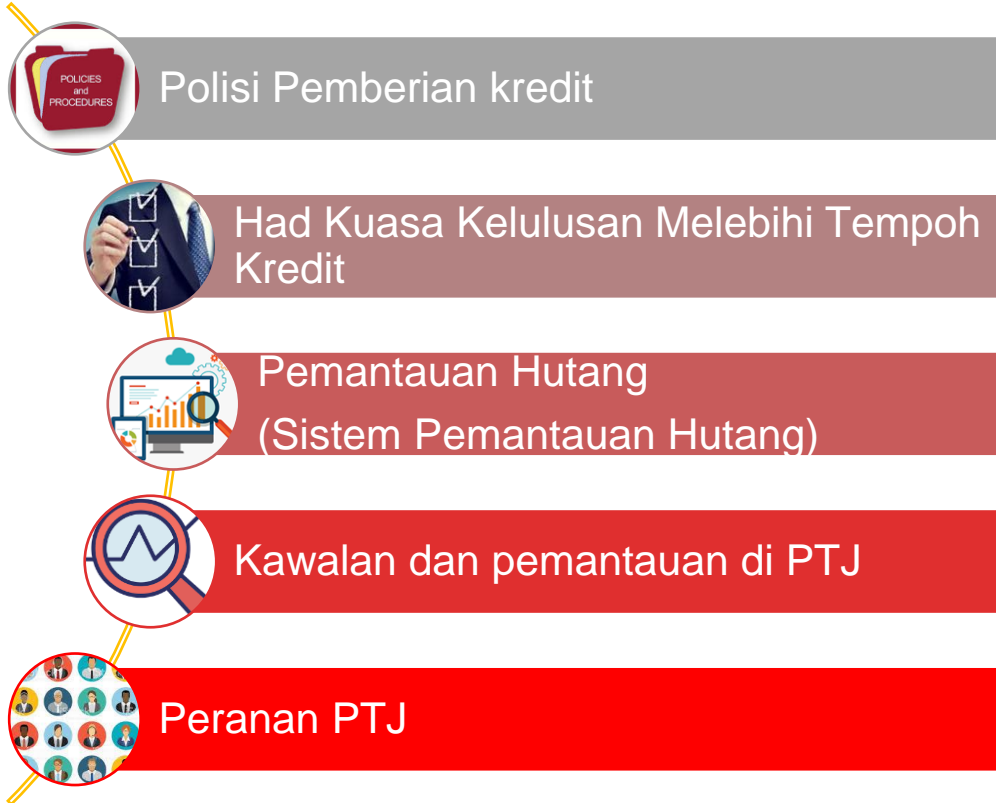 POLICIES
and
PROCEDURES
Polisi Pemberian kredit
Had Kuasa Kelulusan Melebihi Tempoh
Kredit
Pemantauan Hutang
(Sistem Pemantauan Hutang)
Kawalan dan pemantauan di PTJ
Peranan PTJ